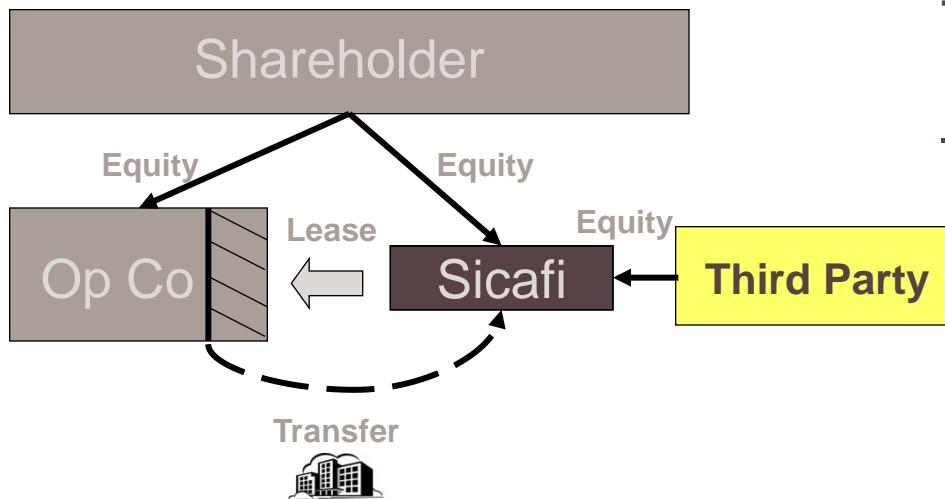 Shareholder
Equity
Equity
Equity
Lease
Op Co
Sicafi
Third Party
Transfer